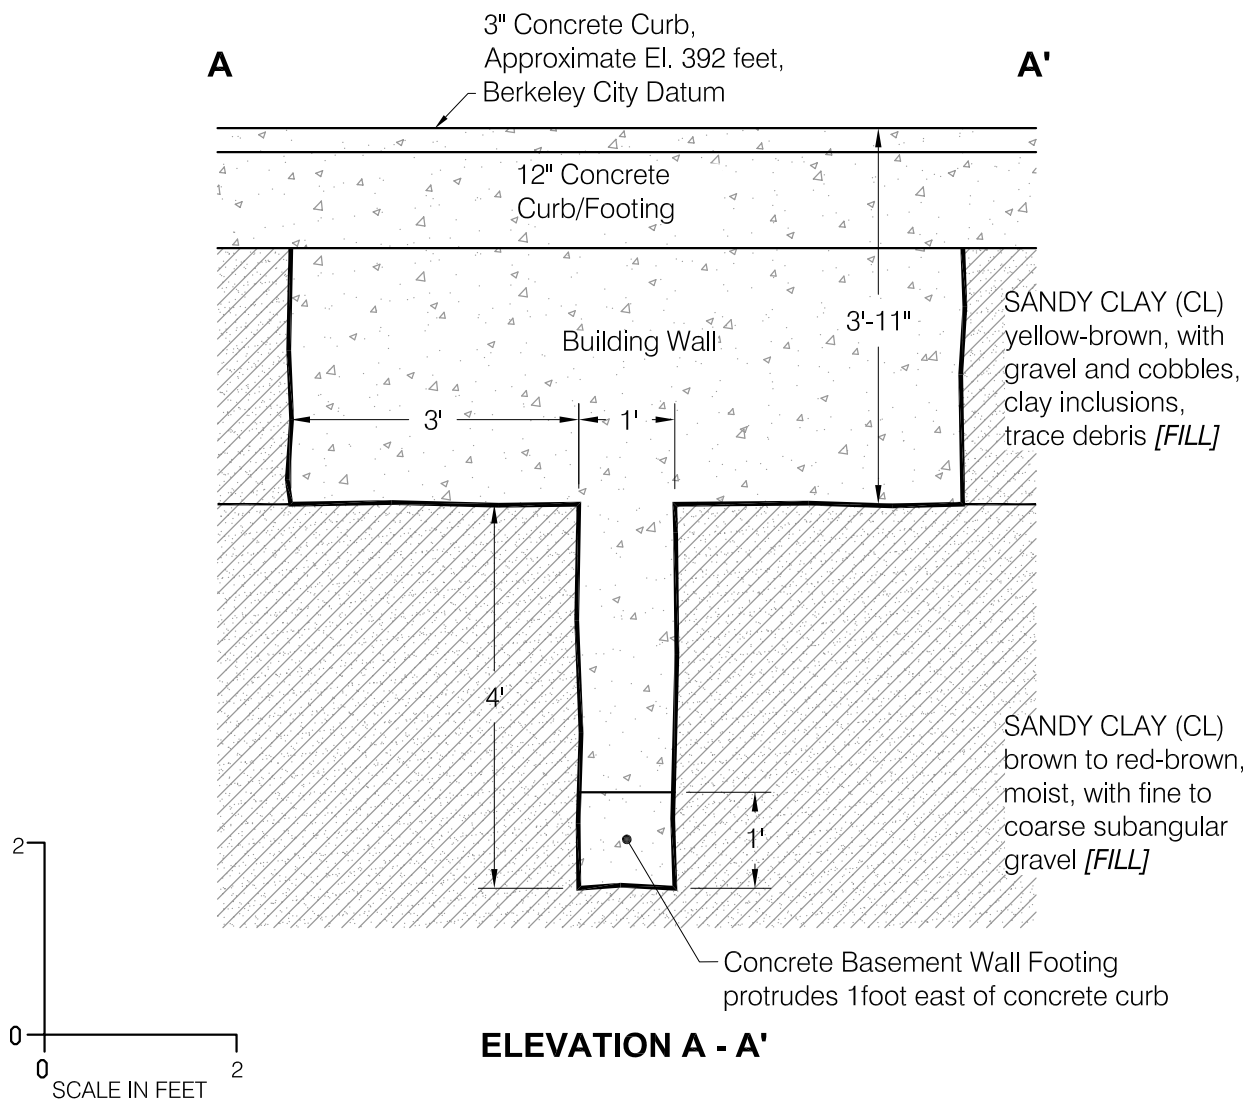 3" Concrete Curb,
Approximate El. 392 feet,
Berkeley City Datum
A
A'
12" Concrete
Curb/Footing
3'-11"
Building Wall
3'
1'
SANDY CLAY (CL)
yellow-brown, with
gravel and cobbles,
clay inclusions,
trace debris [FILL]
4'
1'
SANDY CLAY (CL)
brown to red-brown,
moist, with fine to
coarse subangular
gravel [FILL]
Concrete Basement Wall Footing
protrudes 1foot east of concrete curb
2
0
0
2
SCALE IN FEET
ELEVATION A - A'